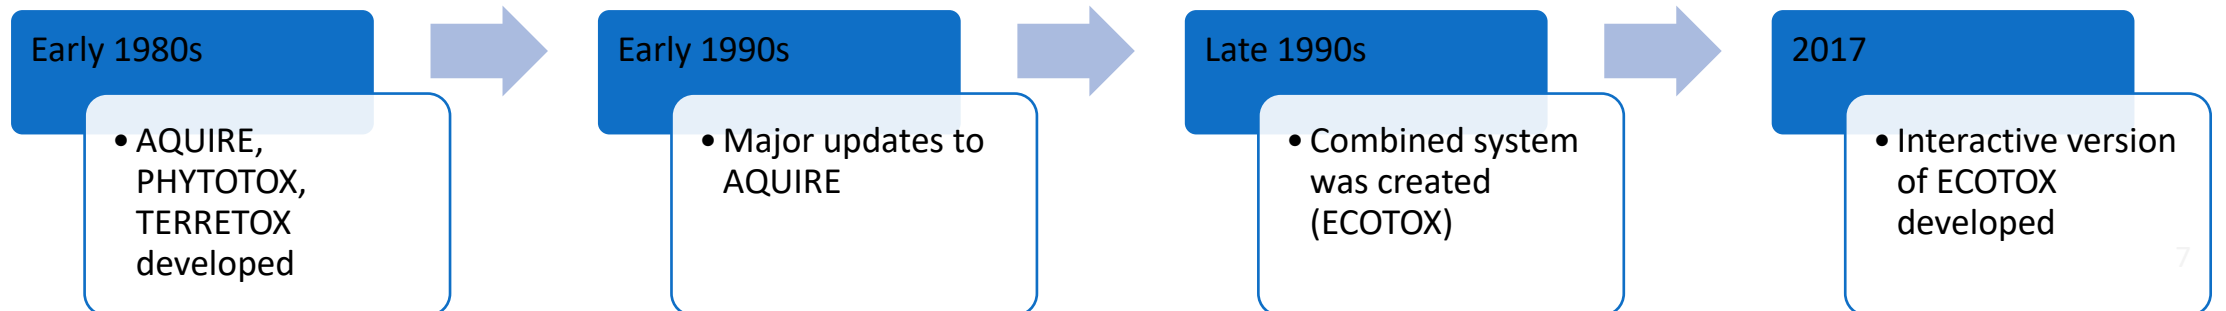 Early 1980s
• AQUIRE,
PHYTOTOX,
TERRETOX
developed
Early 1990s
• Major updates to
AQUIRE
Late 1990s
• Combined system
was created
(ECOTOX)
2017
• Interactive version
of ECOTOX
developed
7